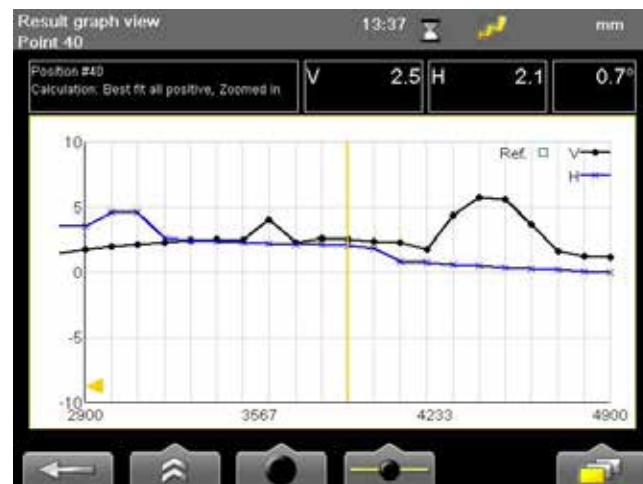 Result graph view 13:37 mm
Point 40
Position #40
Calculation: Best fit all positive, Zoomed in
V 2.5 H 2.1 0.7°
10
Ref. V
H
5
0
-5
-10
2900 3567 4233 4900